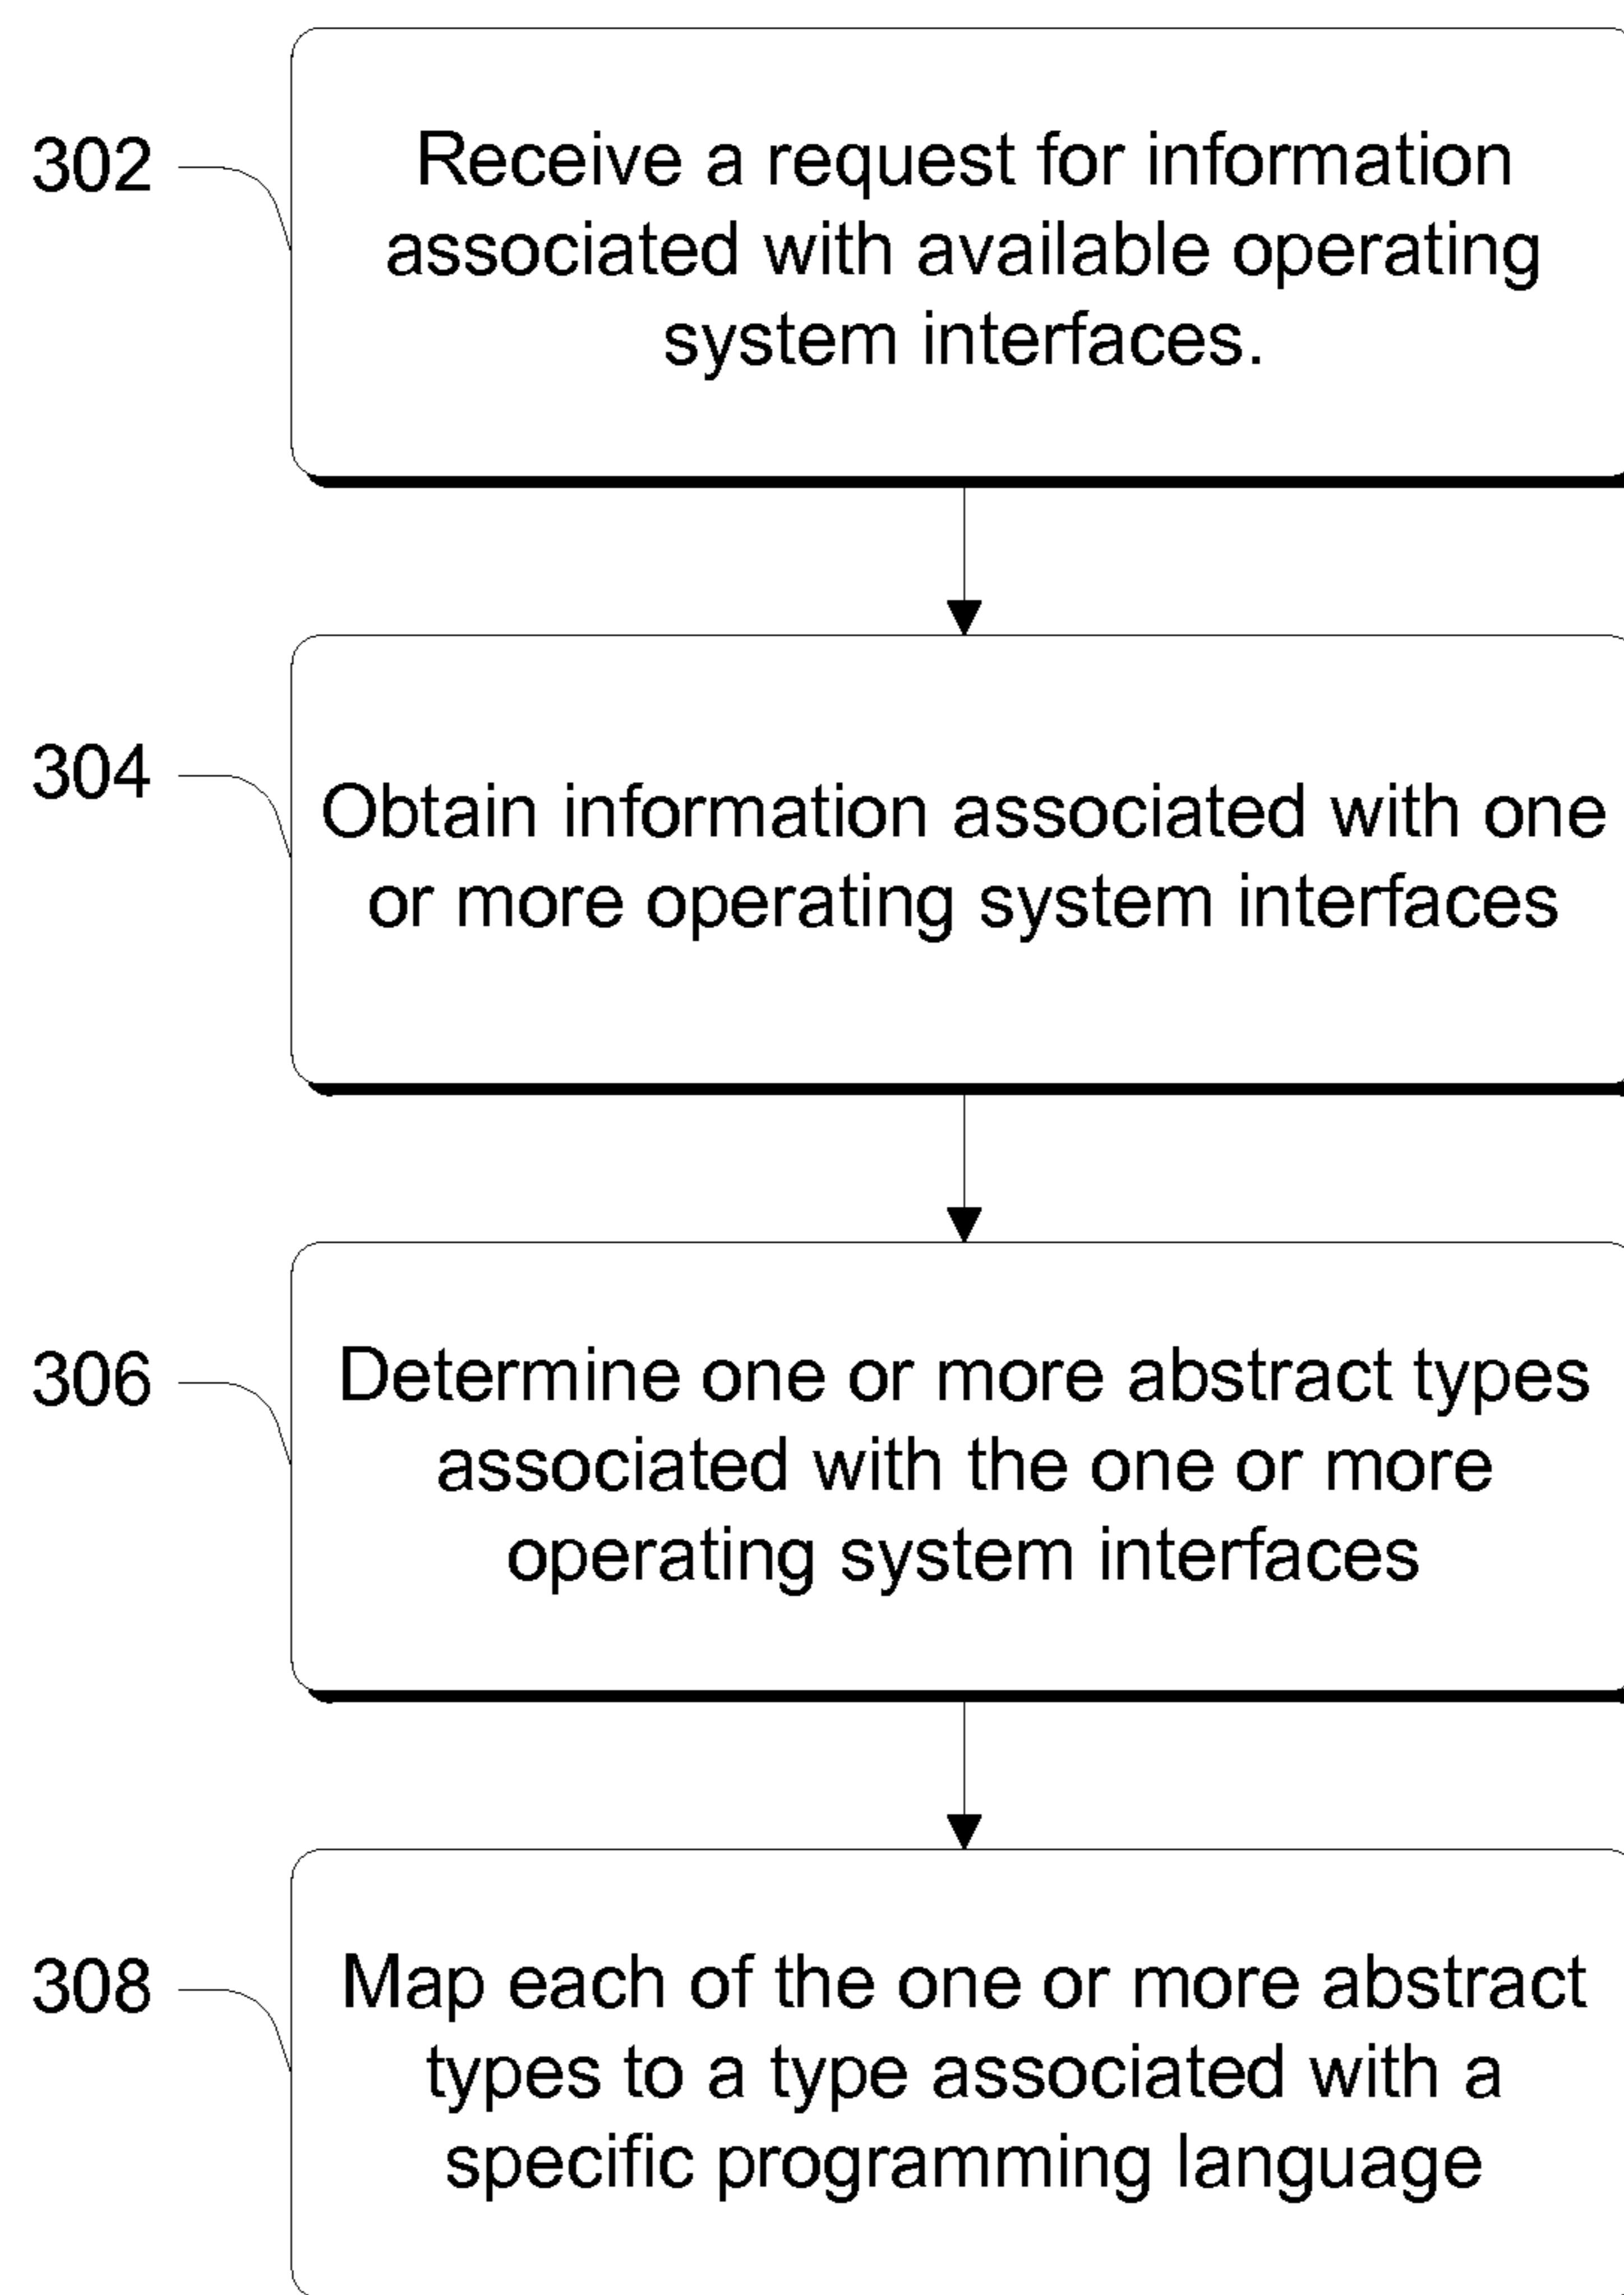 302
Receive a request for information
associated with available operating
system interfaces.
304
Obtain information associated with one
or more operating system interfaces
306
Determine one or more abstract types
associated with the one or more
operating system interfaces
308
Map each of the one or more abstract
types to a type associated with a
specific programming language